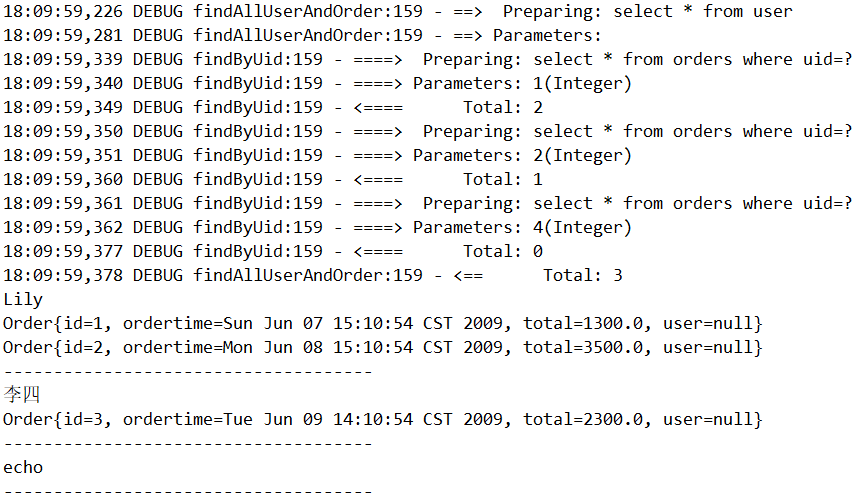 18:09:59,226 DEBUG findAllUserAndOrder:159 - ==>  Preparing: select * from user
18:09:59,281 DEBUG findAllUserAndOrder:159 - ==> Parameters:
18:09:59,339 DEBUG findByUid:159 - ====>  Preparing: select * from orders where uid=?
18:09:59,340 DEBUG findByUid:159 - ====> Parameters: 1(Integer)
18:09:59,349 DEBUG findByUid:159 - <====      Total: 2
18:09:59,350 DEBUG findByUid:159 - ====>  Preparing: select * from orders where uid=?
18:09:59,351 DEBUG findByUid:159 - ====> Parameters: 2(Integer)
18:09:59,360 DEBUG findByUid:159 - <====      Total: 1
18:09:59,361 DEBUG findByUid:159 - ====>  Preparing: select * from orders where uid=?
18:09:59,362 DEBUG findByUid:159 - ====> Parameters: 4(Integer)
18:09:59,377 DEBUG findByUid:159 - <====      Total: 0
18:09:59,378 DEBUG findAllUserAndOrder:159 - <==      Total: 3
Lily
Order{id=1, ordertime=Sun Jun 07 15:10:54 CST 2009, total=1300.0, user=null}
Order{id=2, ordertime=Mon Jun 08 15:10:54 CST 2009, total=3500.0, user=null}
-------------------------------------
李四
Order{id=3, ordertime=Tue Jun 09 14:10:54 CST 2009, total=2300.0, user=null}
-------------------------------------
echo
-------------------------------------